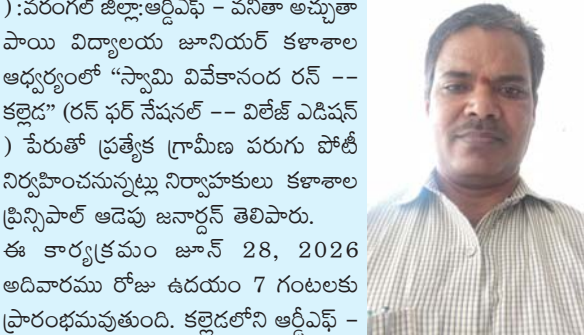 ) :వరంగల్ జిల్లా:ఆర్డీఎఫ్ – వనితా అచ్చుతా
పాయి విద్యాలయ జూనియర్ కళాశాల
ఆధ్వర్యంలో “స్వామి వివేకానంద రన్ --
కల్లెడ” (రన్ ఫర్ నేషనల్ -- విలేజ్ ఎడిషన్
) పేరుతో ప్రత్యేక గ్రామీణ పరుగు పోటీ
నిర్వహించనున్నట్లు నిర్వాహకులు కళాశాల
ప్రిన్సిపాల్ ఆడెపు జనార్దన్ తెలిపారు.
ఈ కార్యక్రమం జూన్ 28, 2026
అదివారము రోజు ఉదయం 7 గంటలకు
ప్రారంభమవుతుంది. కల్లెడలోని ఆర్డీఎఫ్ –